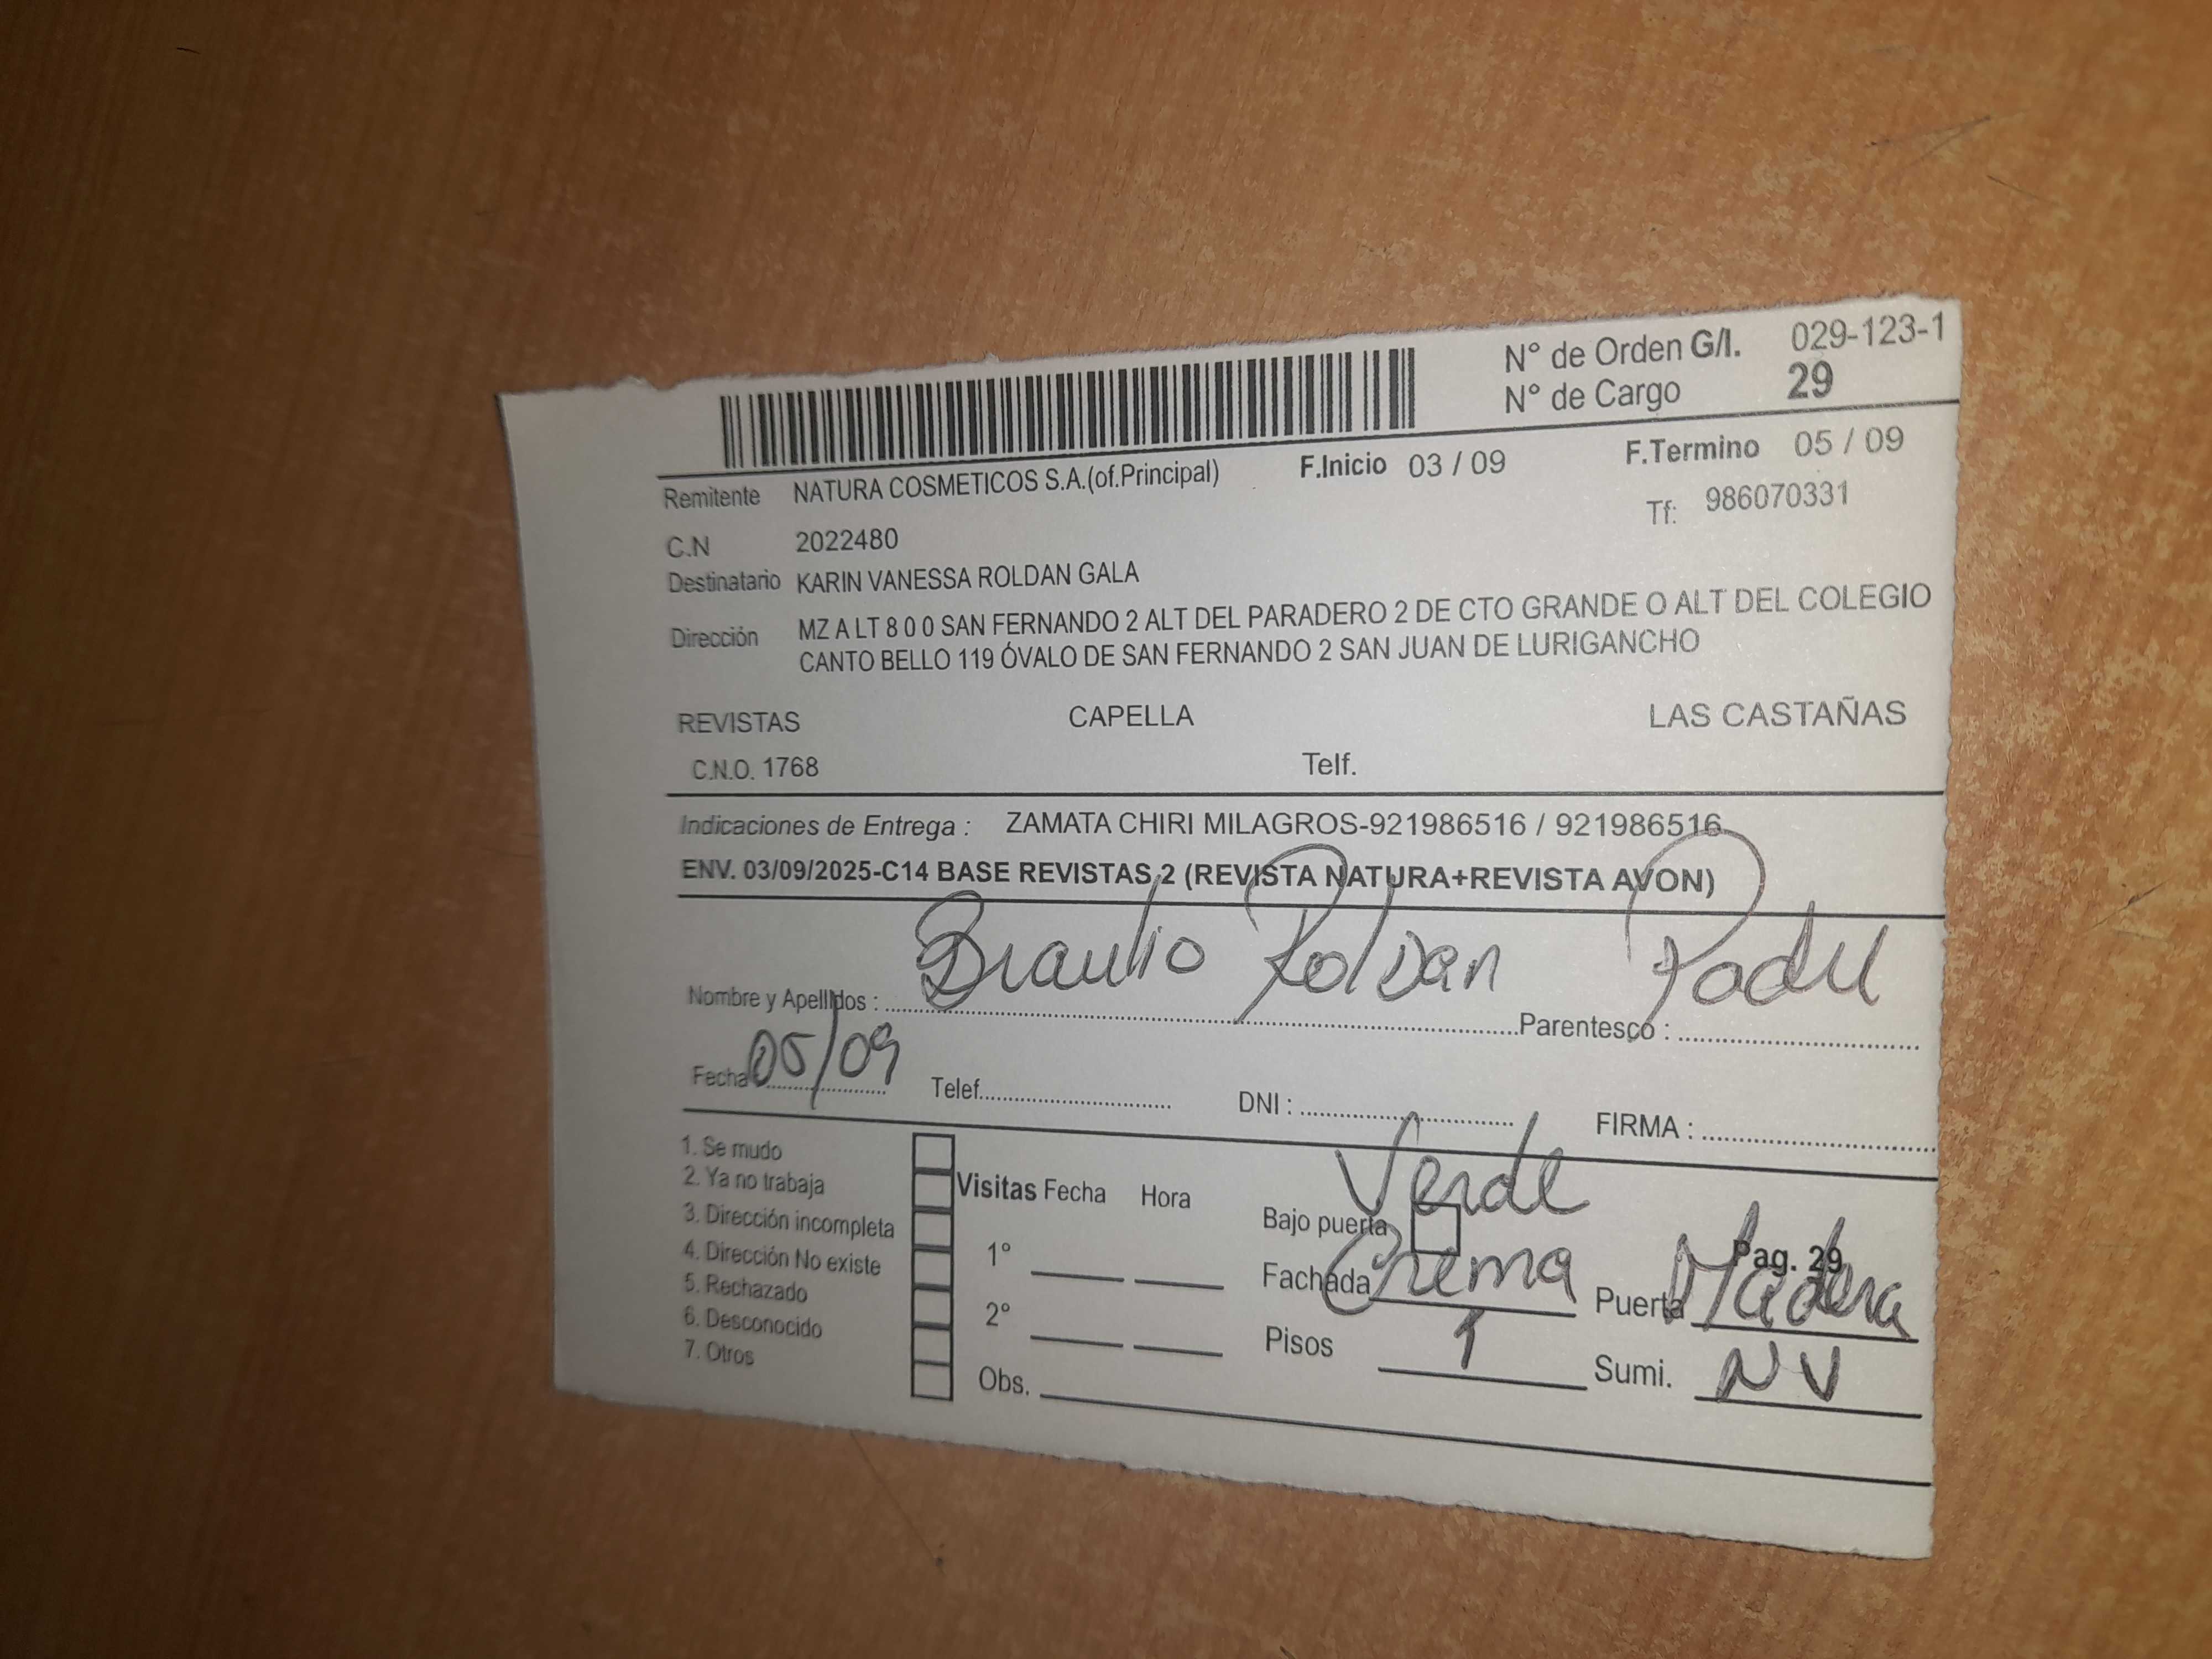 N° de Orden G/I. 029-123-1
N° de Cargo 29
Remitente NATURA COSMETICOS S.A.(of.Principal) F.Inicio 03 / 09 F.Termino 05 / 09
C.N 2022480 Tf: 986070331
Destinatario KARIN VANESSA ROLDAN GALA
Dirección MZ A LT 8 0 0 SAN FERNANDO 2 ALT DEL PARADERO 2 DE CTO GRANDE O ALT DEL COLEGIO
CANTO BELLO 119 ÓVALO DE SAN FERNANDO 2 SAN JUAN DE LURIGANCHO
REVISTAS CAPELLA LAS CASTAÑAS
C.N.O. 1768 Telf.
Indicaciones de Entrega : ZAMATA CHIRI MILAGROS-921986516 / 921986516
ENV. 03/09/2025-C14 BASE REVISTAS 2 (REVISTA NATURA+REVISTA AVON)
Nombre y Apellidos : Braulio Roldan Parentesco : Padre
Fecha : 05/09 Telef. DNI : FIRMA :
1. Se mudo
2. Ya no trabaja
3. Dirección incompleta
4. Dirección No existe
5. Rechazado
6. Desconocido
7. Otros
Visitas Fecha Hora
1°
2°
Obs.
Verde
Bajo puerta
Pag. 29
Fachada Crema Puerta Madera
Pisos 1 Sumi. NV